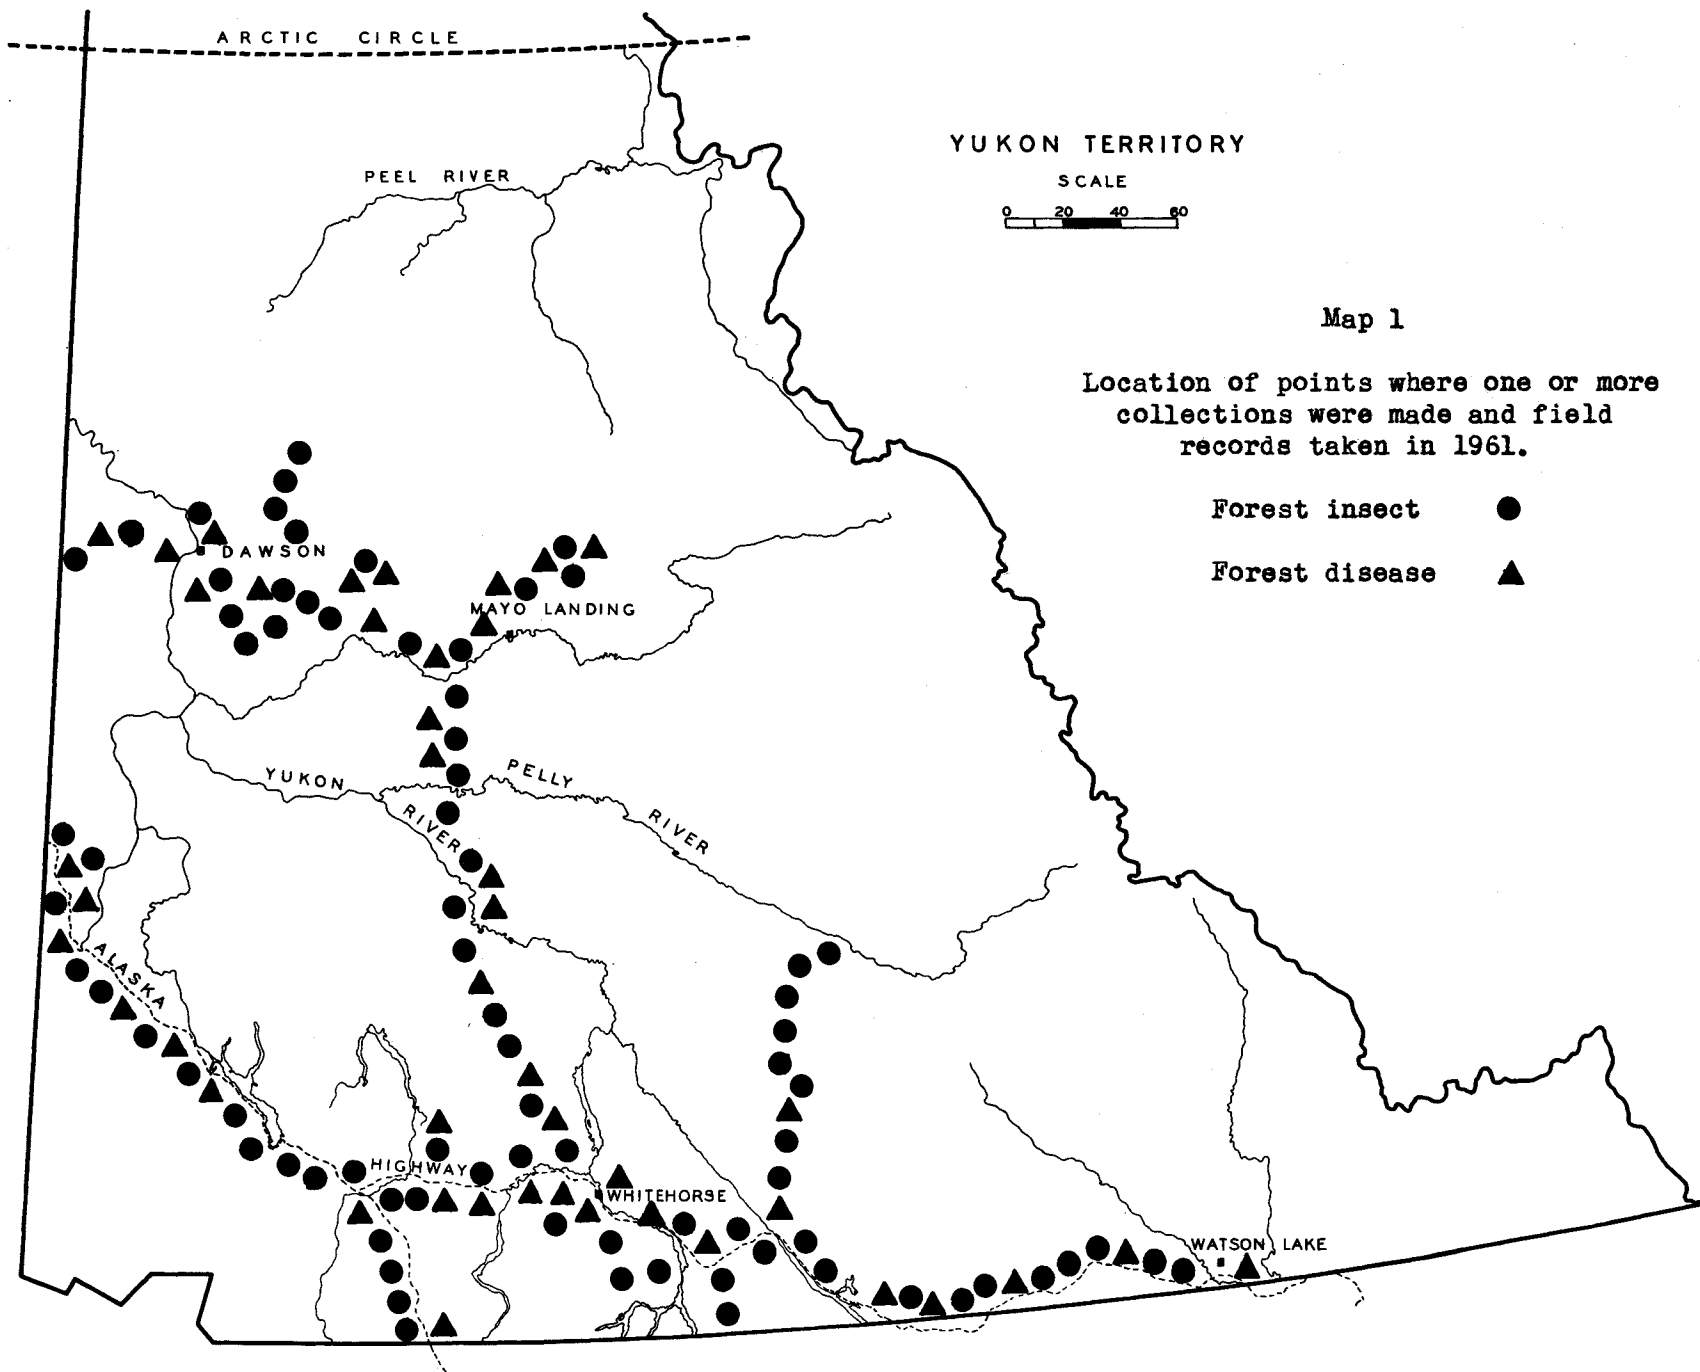 ARCTIC CIRCLE
YUKON TERRITORY
SCALE
0 20 40 60
PEEL RIVER
Map 1
Location of points where one or more
collections were made and field
records taken in 1961.
Forest insect
Forest disease
DAWSON
MAYO LANDING
YUKON RIVER
PELLY RIVER
ALASKA HIGHWAY
WHITEHORSE
WATSON LAKE